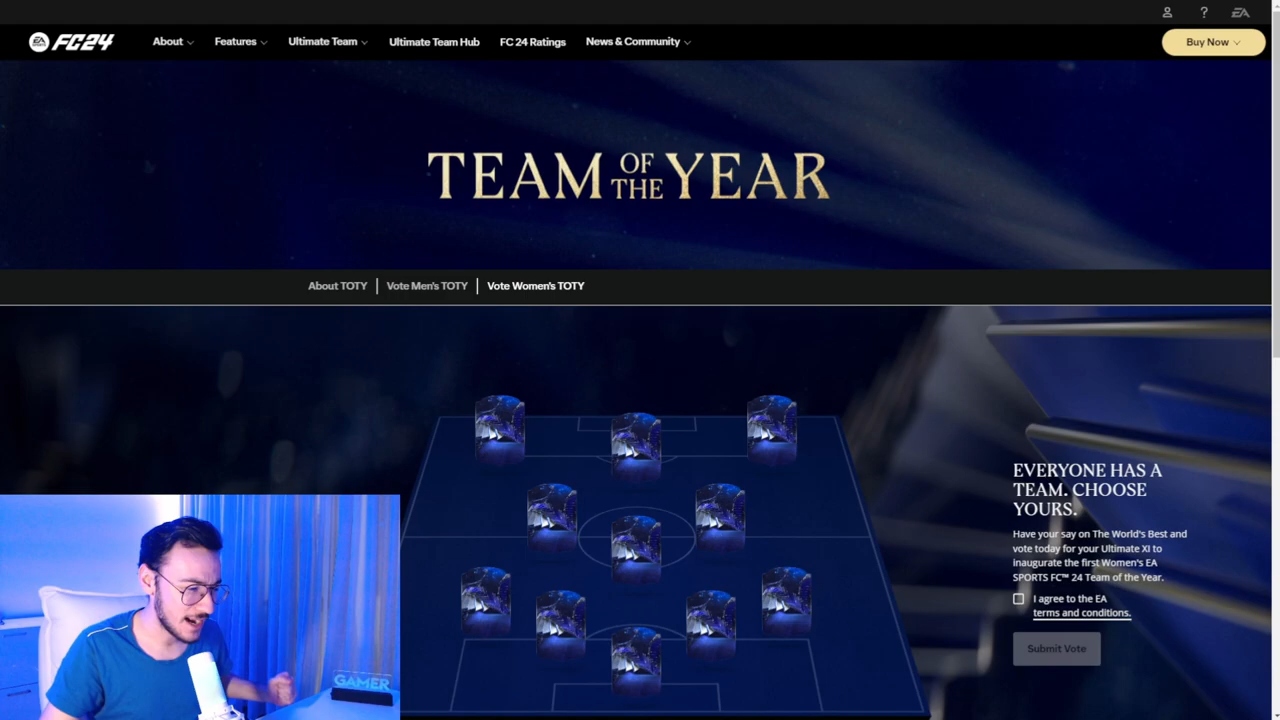 EA SPORTS FC24
About
Features
Ultimate Team
Ultimate Team Hub
FC 24 Ratings
News & Community
Buy Now
TEAM OF THE YEAR
About TOTY
Vote Men's TOTY
Vote Women's TOTY
EVERYONE HAS A
TEAM. CHOOSE
YOURS.
Have your say on The World's Best and
vote today for your Ultimate XI to
inaugurate the first Women's EA
SPORTS FC™ 24 Team of the Year.
I agree to the EA
terms and conditions.
Submit Vote
GAMER